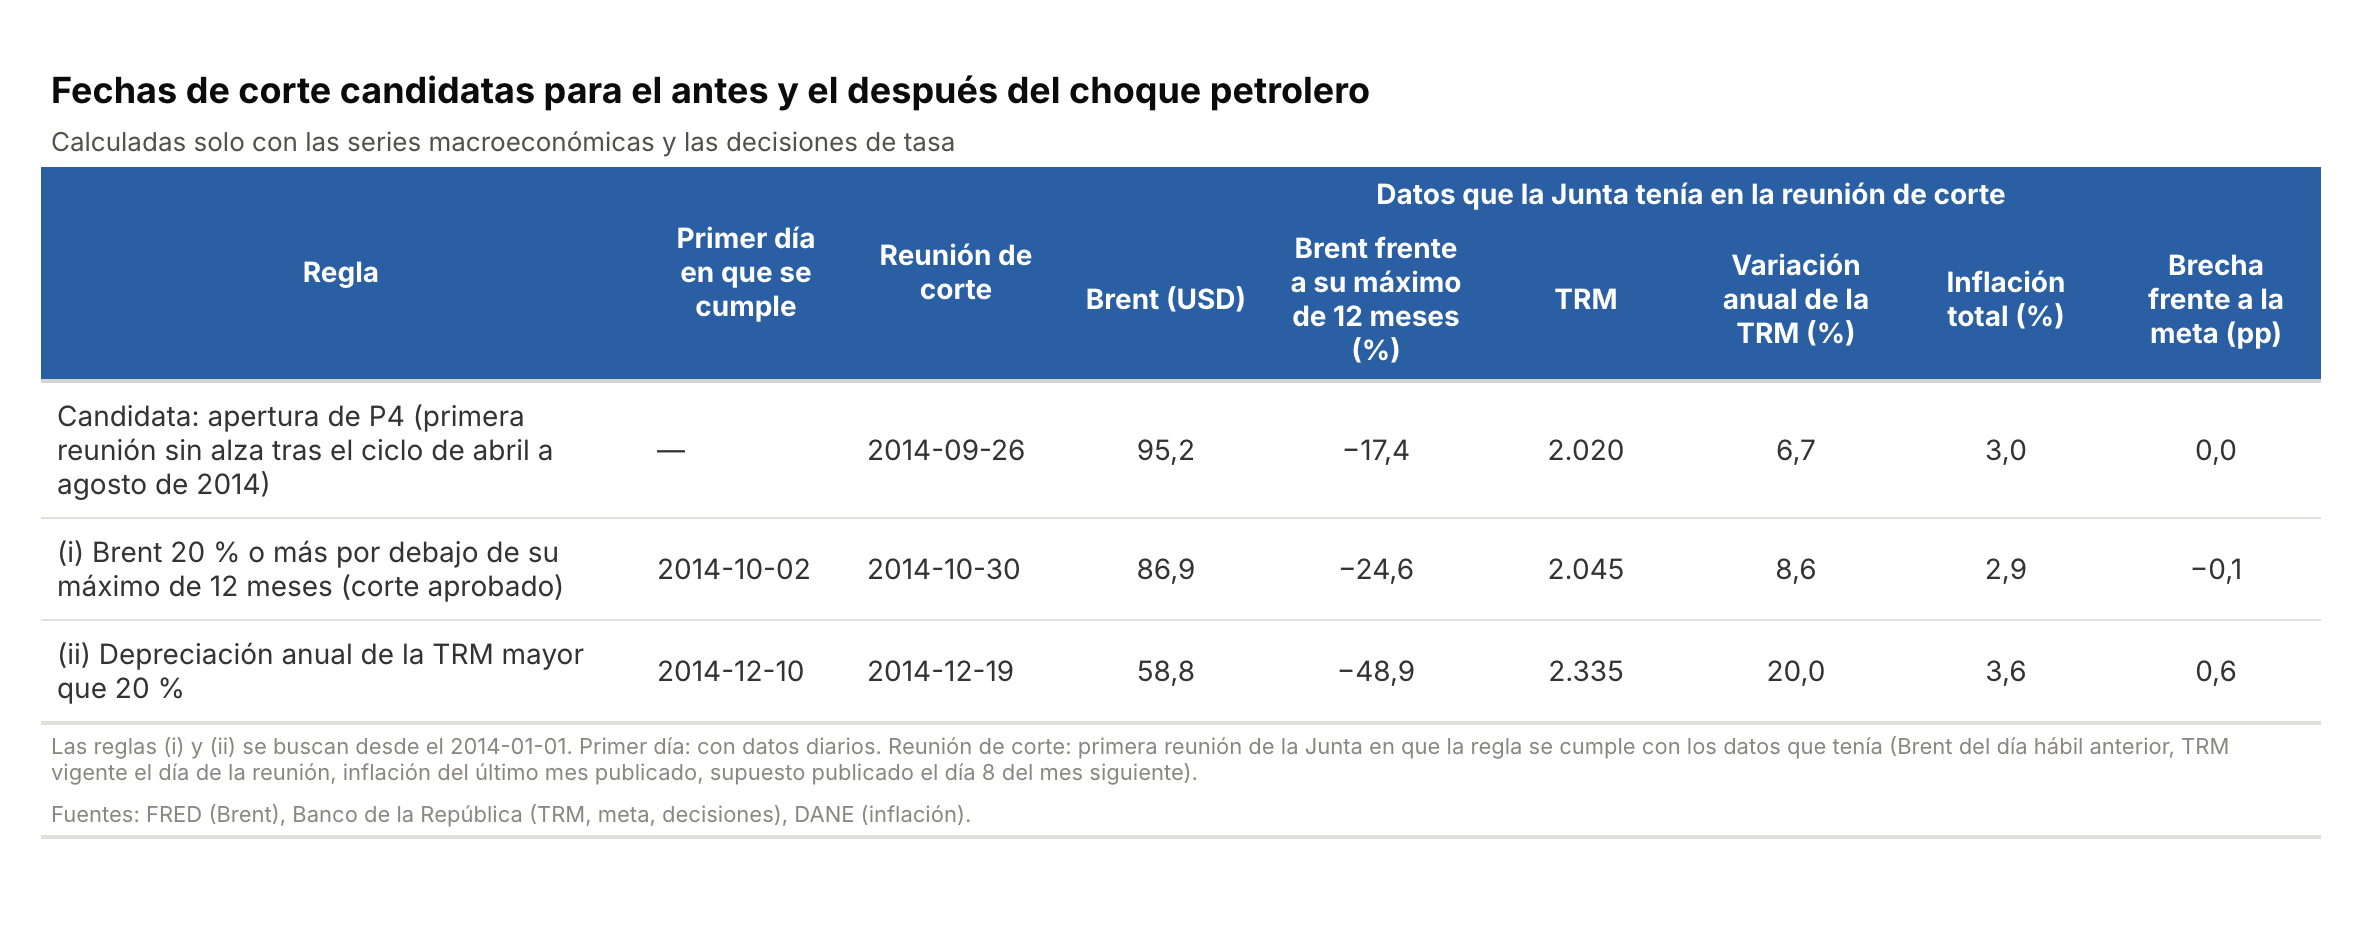 Fechas de corte candidatas para el antes y el después del choque petrolero
Calculadas solo con las series macroeconómicas y las decisiones de tasa
Datos que la Junta tenía en la reunión de corte
Regla
Primer día
en que se
cumple
Reunión de
corte
Brent (USD)
Brent frente
a su máximo
de 12 meses
(%)
TRM
Variación
anual de la
TRM (%)
Inflación
total (%)
Brecha
frente a la
meta (pp)
Candidata: apertura de P4 (primera
reunión sin alza tras el ciclo de abril a
agosto de 2014)
— 2014-09-26 95,2 −17,4 2.020 6,7 3,0 0,0
(i) Brent 20 % o más por debajo de su
máximo de 12 meses (corte aprobado)
2014-10-02 2014-10-30 86,9 −24,6 2.045 8,6 2,9 −0,1
(ii) Depreciación anual de la TRM mayor
que 20 %
2014-12-10 2014-12-19 58,8 −48,9 2.335 20,0 3,6 0,6
Las reglas (i) y (ii) se buscan desde el 2014-01-01. Primer día: con datos diarios. Reunión de corte: primera reunión de la Junta en que la regla se cumple con los datos que tenía (Brent del día hábil anterior, TRM
vigente el día de la reunión, inflación del último mes publicado, supuesto publicado el día 8 del mes siguiente).
Fuentes: FRED (Brent), Banco de la República (TRM, meta, decisiones), DANE (inflación).